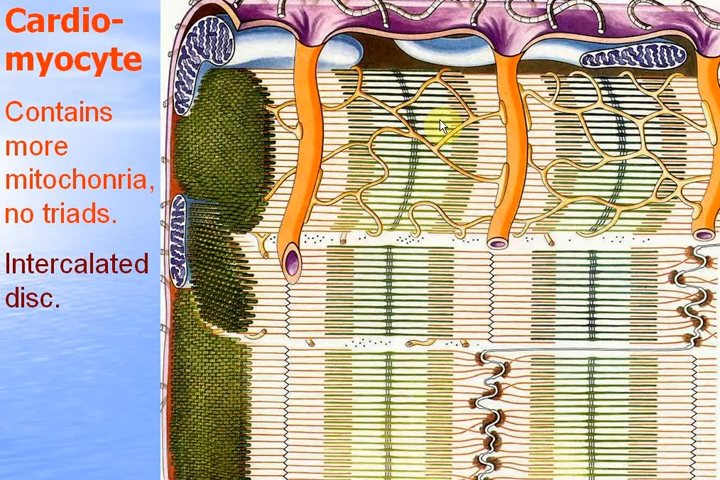 Cardio-
myocyte
Contains
more
mitochonria,
no triads.
Intercalated
disc.